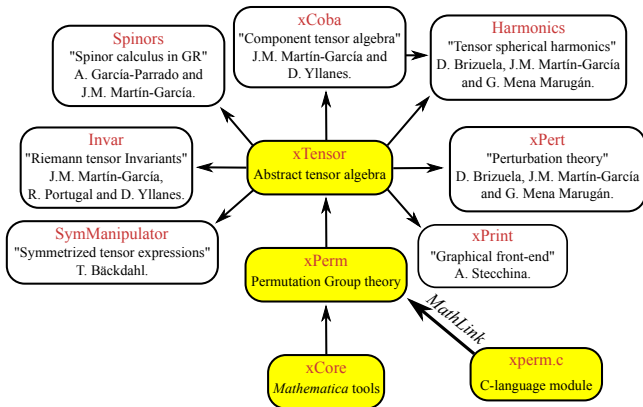 Spinors
"Spinor calculus in GR"
A. García-Parrado and
J.M. Martín-García.
xCoba
"Component tensor algebra"
J.M. Martín-García and
D. Yllanes.
Harmonics
"Tensor spherical harmonics"
D. Brizuela, J.M. Martín-García
and G. Mena Marugán.
Invar
"Riemann tensor Invariants"
J.M. Martín-García,
R. Portugal and D. Yllanes.
xTensor
Abstract tensor algebra
xPert
"Perturbation theory"
D. Brizuela, J.M. Martín-García
and G. Mena Marugán.
SymManipulator
"Symmetrized tensor expressions"
T. Bäckdahl.
xPerm
Permutation Group theory
xPrint
"Graphical front-end"
A. Stecchina.
MathLink
xCore
Mathematica tools
xperm.c
C-language module